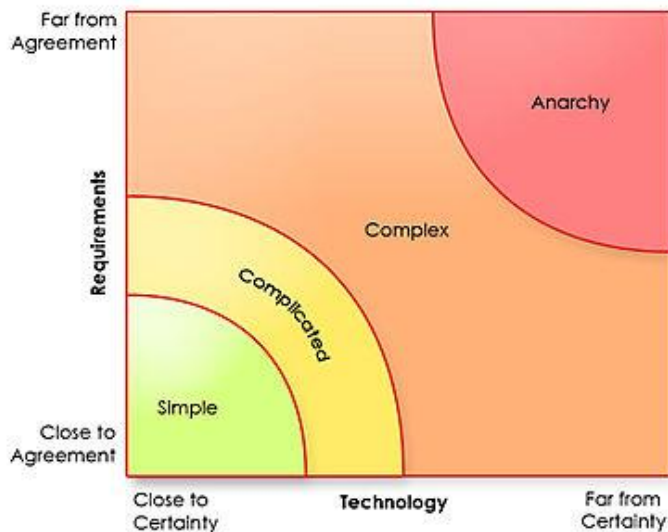 Far from
Agreement
Anarchy
Requirements
Complex
Complicated
Simple
Close to
Agreement
Close to
Certainty
Technology
Far from
Certainty